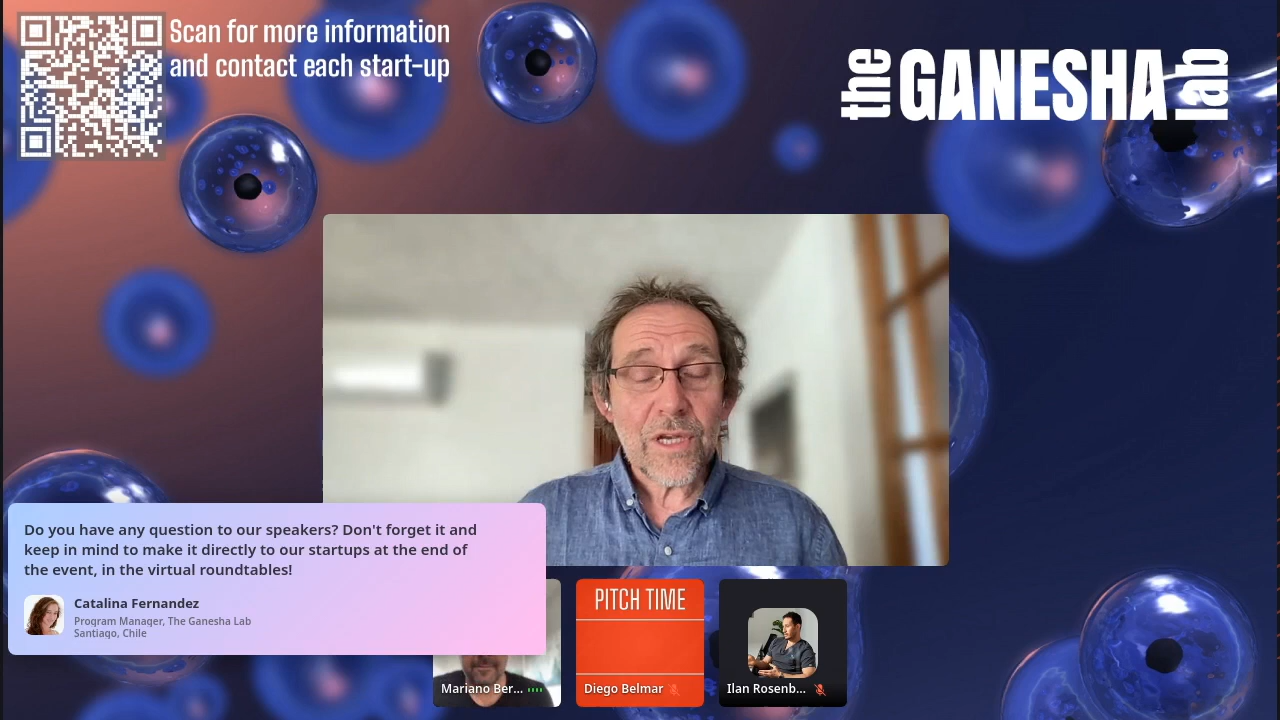 Scan for more information
and contact each start-up
the GANESHA lab
Do you have any question to our speakers? Don't forget it and
keep in mind to make it directly to our startups at the end of
the event, in the virtual roundtables!
Catalina Fernandez
Program Manager, The Ganesha Lab
Santiago, Chile
PITCH TIME
Mariano Ber...
Diego Belmar
Ilan Rosenb...